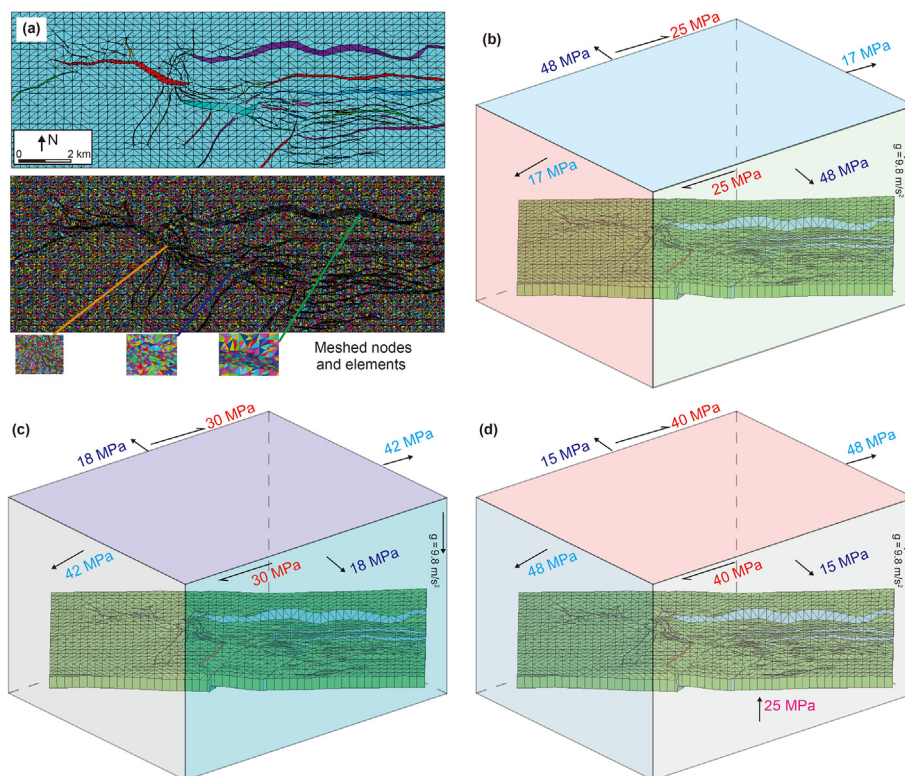 (a)
N
0 2 km
Meshed nodes
and elements
(b)
25 MPa
48 MPa
17 MPa
17 MPa
25 MPa
48 MPa
g = 9.8 m/s²
(c)
30 MPa
18 MPa
42 MPa
42 MPa
30 MPa
18 MPa
g = 9.8 m/s²
(d)
40 MPa
15 MPa
48 MPa
48 MPa
40 MPa
15 MPa
g = 9.8 m/s²
25 MPa